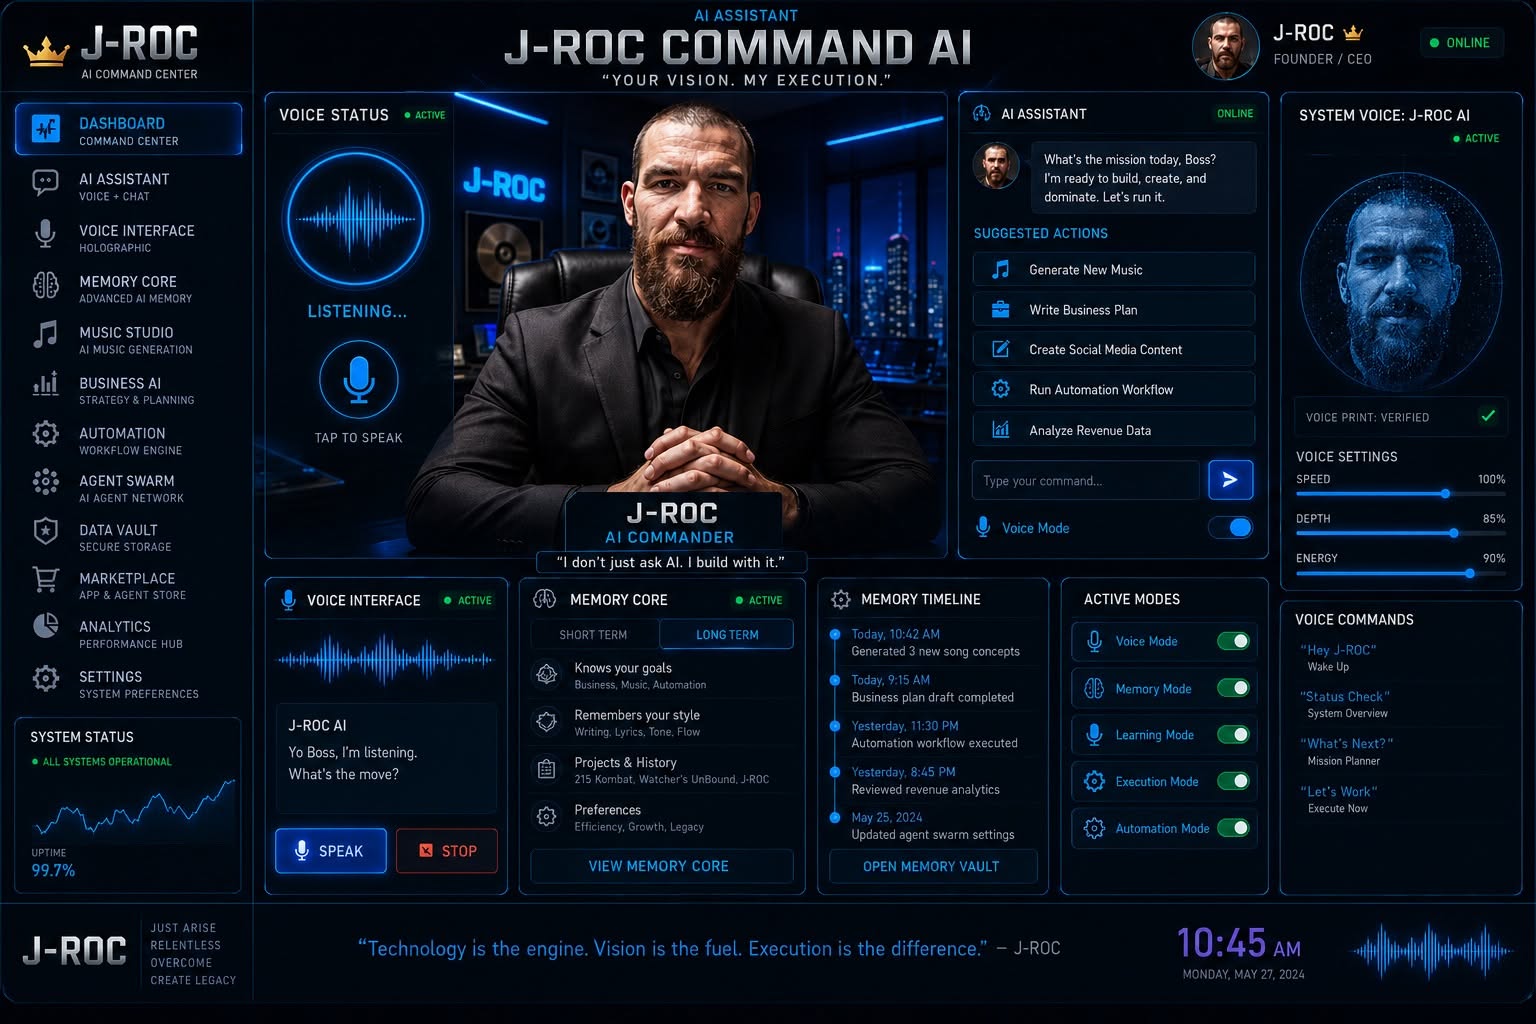 J-ROC
AI COMMAND CENTER
AI ASSISTANT
J-ROC COMMAND AI
“YOUR VISION. MY EXECUTION.”
J-ROC
FOUNDER / CEO
ONLINE
DASHBOARD
COMMAND CENTER
AI ASSISTANT
VOICE + CHAT
VOICE INTERFACE
HOLOGRAPHIC
MEMORY CORE
ADVANCED AI MEMORY
MUSIC STUDIO
AI MUSIC GENERATION
BUSINESS AI
STRATEGY & PLANNING
AUTOMATION
WORKFLOW ENGINE
AGENT SWARM
AI AGENT NETWORK
DATA VAULT
SECURE STORAGE
MARKETPLACE
APP & AGENT STORE
ANALYTICS
PERFORMANCE HUB
SETTINGS
SYSTEM PREFERENCES
SYSTEM STATUS
ALL SYSTEMS OPERATIONAL
UPTIME
99.7%
VOICE STATUS
ACTIVE
LISTENING...
TAP TO SPEAK
J-ROC
J-ROC
AI COMMANDER
“I don't just ask AI. I build with it.”
AI ASSISTANT
ONLINE
What's the mission today, Boss?
I'm ready to build, create, and
dominate. Let's run it.
SUGGESTED ACTIONS
Generate New Music
Write Business Plan
Create Social Media Content
Run Automation Workflow
Analyze Revenue Data
Type your command...
Voice Mode
SYSTEM VOICE: J-ROC AI
ACTIVE
VOICE PRINT: VERIFIED
VOICE SETTINGS
SPEED 100%
DEPTH 85%
ENERGY 90%
VOICE INTERFACE
ACTIVE
J-ROC AI
Yo Boss, I'm listening.
What's the move?
SPEAK
STOP
MEMORY CORE
ACTIVE
SHORT TERM
LONG TERM
Knows your goals
Business, Music, Automation
Remembers your style
Writing, Lyrics, Tone, Flow
Projects & History
215 Kombat, Watcher's UnBound, J-ROC
Preferences
Efficiency, Growth, Legacy
VIEW MEMORY CORE
MEMORY TIMELINE
Today, 10:42 AM
Generated 3 new song concepts
Today, 9:15 AM
Business plan draft completed
Yesterday, 11:30 PM
Automation workflow executed
Yesterday, 8:45 PM
Reviewed revenue analytics
May 25, 2024
Updated agent swarm settings
OPEN MEMORY VAULT
ACTIVE MODES
Voice Mode
Memory Mode
Learning Mode
Execution Mode
Automation Mode
VOICE COMMANDS
“Hey J-ROC”
Wake Up
“Status Check”
System Overview
“What's Next?”
Mission Planner
“Let's Work”
Execute Now
J-ROC
JUST ARISE
RELENTLESS
OVERCOME
CREATE LEGACY
“Technology is the engine. Vision is the fuel. Execution is the difference.” – J-ROC
10:45 AM
MONDAY, MAY 27, 2024